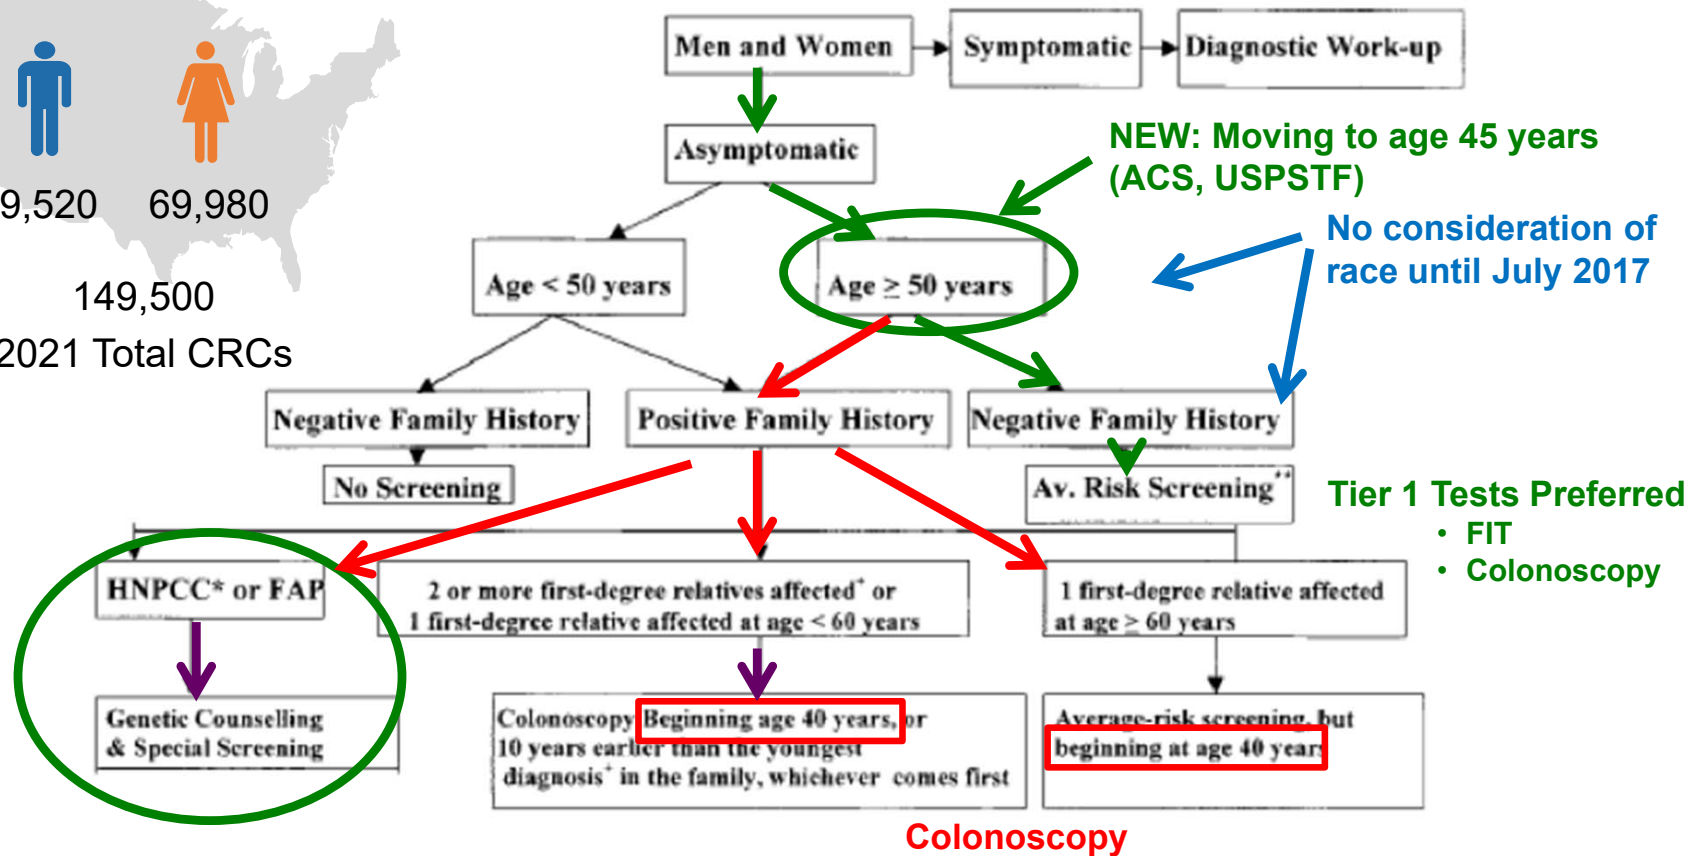 Men and Women
Symptomatic
Diagnostic Work-up
Asymptomatic
NEW: Moving to age 45 years
(ACS, USPSTF)
9,520
69,980
149,500
2021 Total CRCs
No consideration of
race until July 2017
Age < 50 years
Age ≥ 50 years
Negative Family History
Positive Family History
Negative Family History
No Screening
Av. Risk Screening**
Tier 1 Tests Preferred
• FIT
• Colonoscopy
HNPCC* or FAP
2 or more first-degree relatives affected+ or
1 first-degree relative affected at age < 60 years
1 first-degree relative affected
at age ≥ 60 years
Genetic Counselling
& Special Screening
Colonoscopy Beginning age 40 years, or
10 years earlier than the youngest
diagnosis+ in the family, whichever comes first
Average-risk screening, but
beginning at age 40 years
Colonoscopy